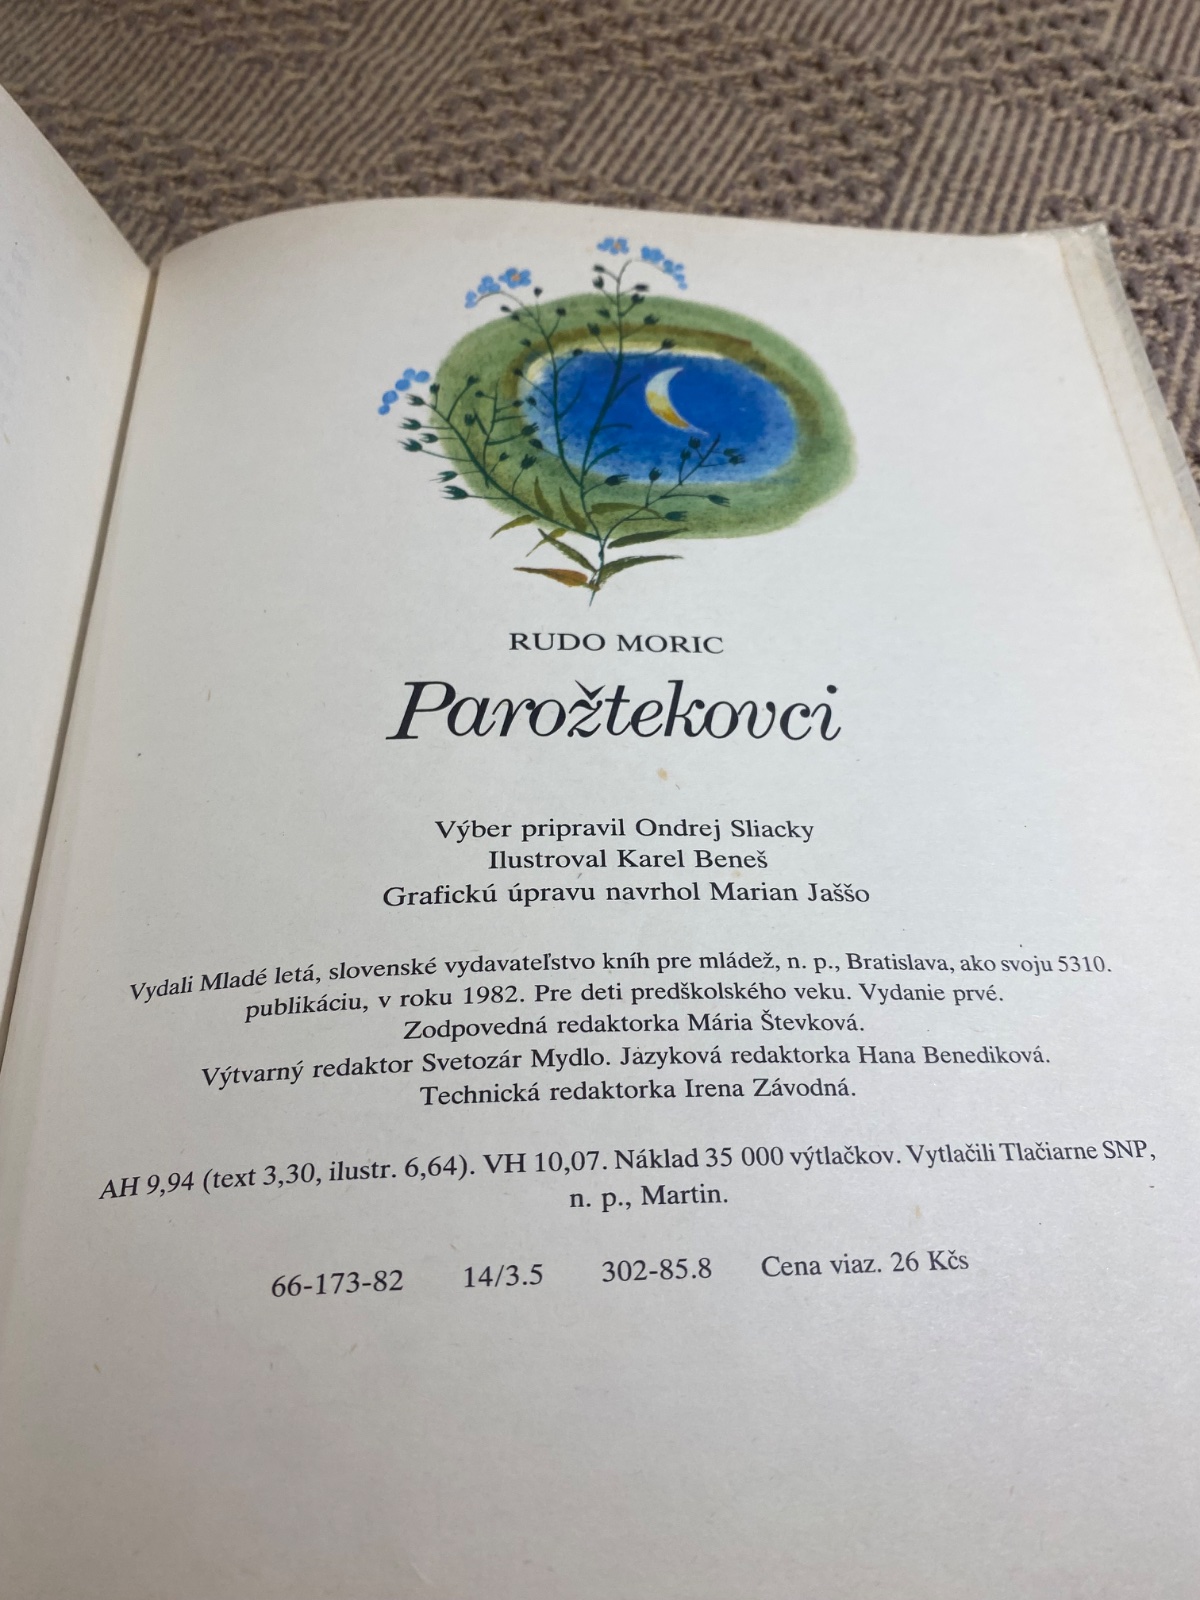 RUDO MORIC
Parožtekovci
Výber pripravil Ondrej Sliacky
Ilustroval Karel Beneš
Grafickú úpravu navrhol Marian Jaššo
Vydali Mladé letá, slovenské vydavateľstvo kníh pre mládež, n. p., Bratislava, ako svoju 5310.
publikáciu, v roku 1982. Pre deti predškolského veku. Vydanie prvé.
Zodpovedná redaktorka Mária Števková.
Výtvarný redaktor Svetozár Mydlo. Jazyková redaktorka Hana Benediková.
Technická redaktorka Irena Závodná.
AH 9,94 (text 3,30, ilustr. 6,64). VH 10,07. Náklad 35 000 výtlačkov. Vytlačili Tlačiarne SNP,
n. p., Martin.
66-173-82 14/3.5 302-85.8 Cena viaz. 26 Kčs